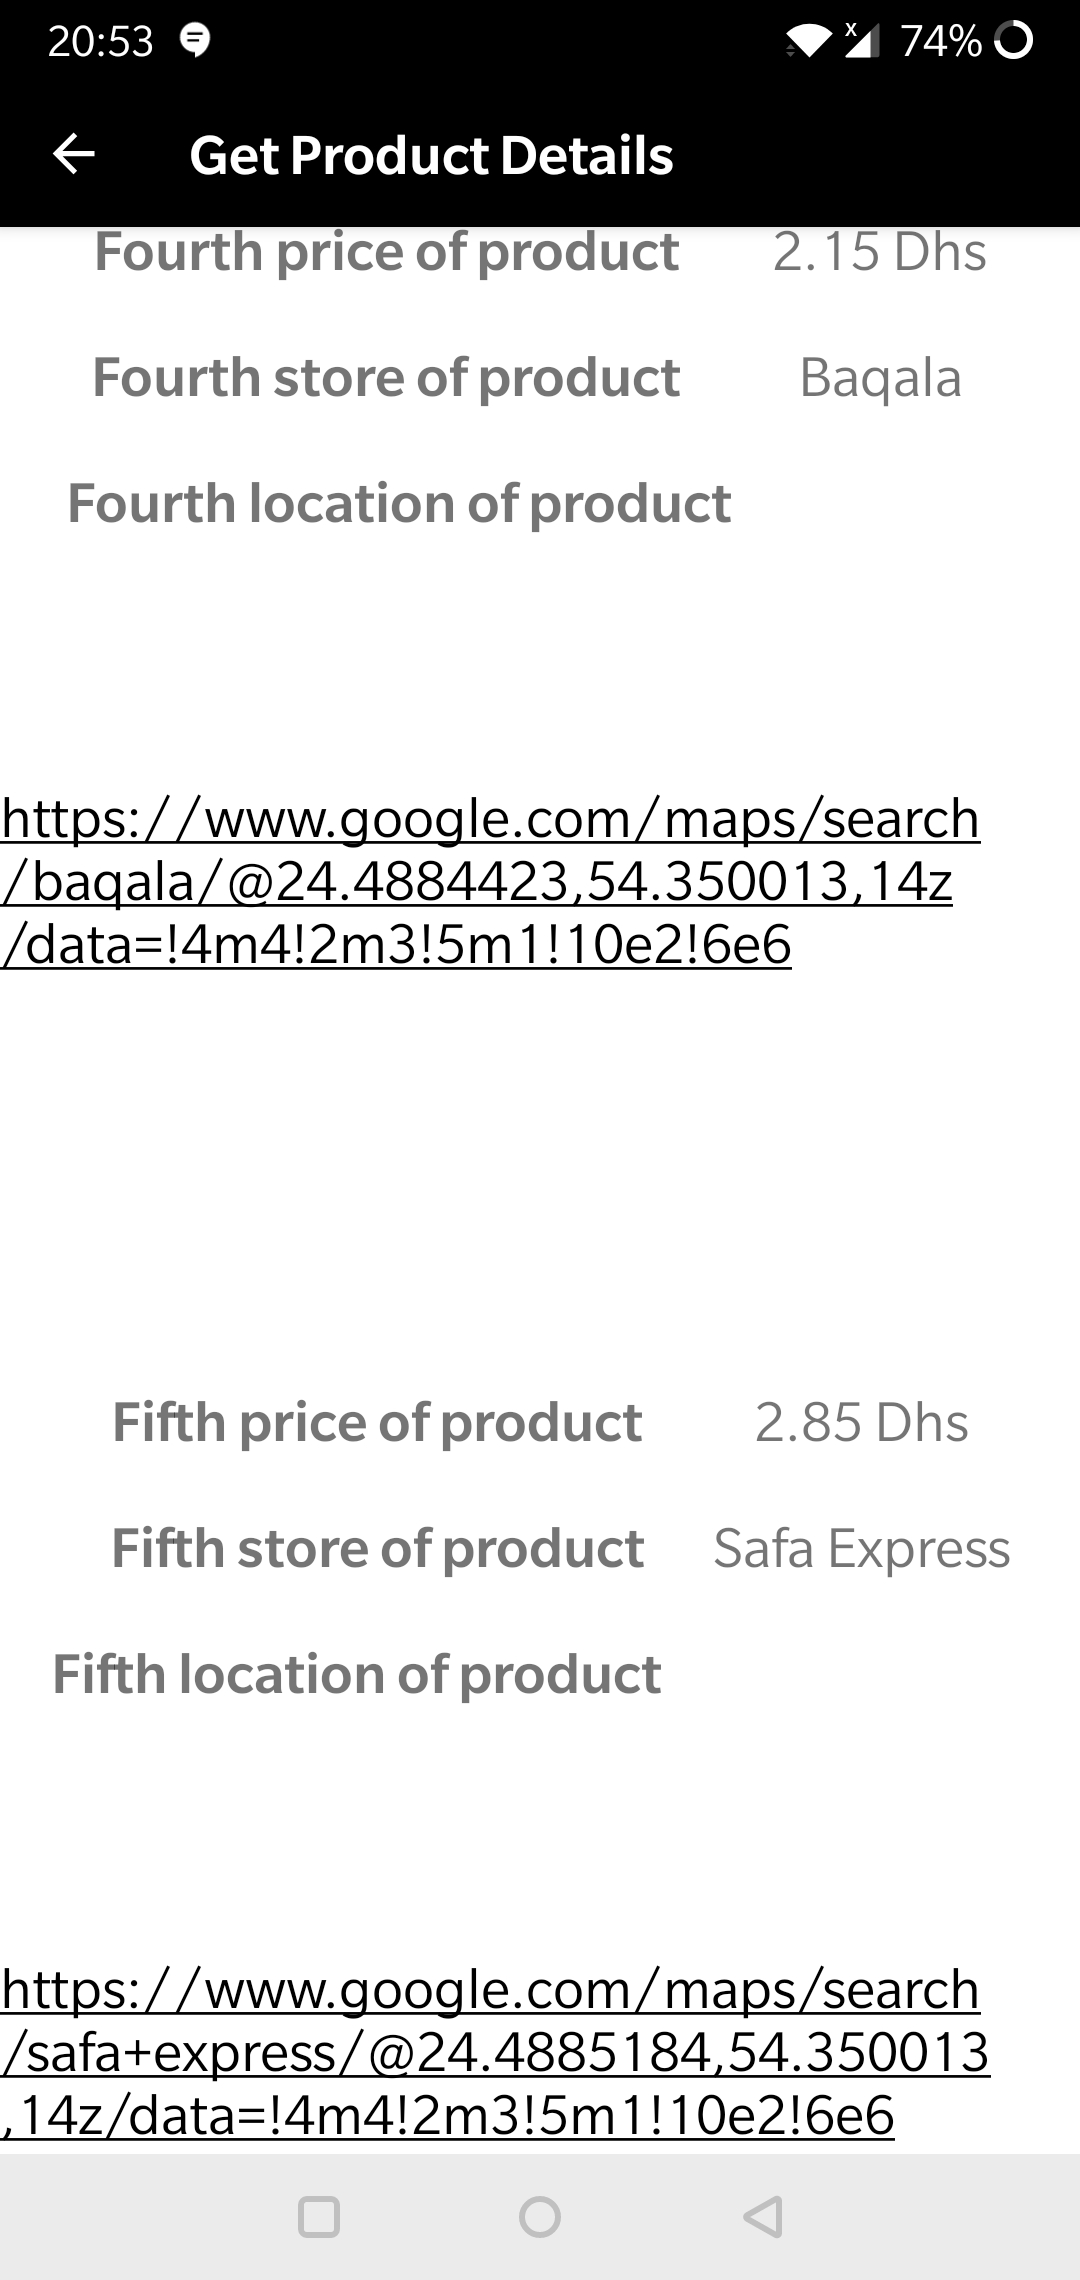 20:53
74%
Get Product Details
Fourth price of product 2.15 Dhs
Fourth store of product Baqala
Fourth location of product
https://www.google.com/maps/search
/baqala/@24.4884423,54.350013,14z
/data=!4m4!2m3!5m1!10e2!6e6
Fifth price of product 2.85 Dhs
Fifth store of product Safa Express
Fifth location of product
https://www.google.com/maps/search
/safa+express/@24.4885184,54.350013
,14z/data=!4m4!2m3!5m1!10e2!6e6